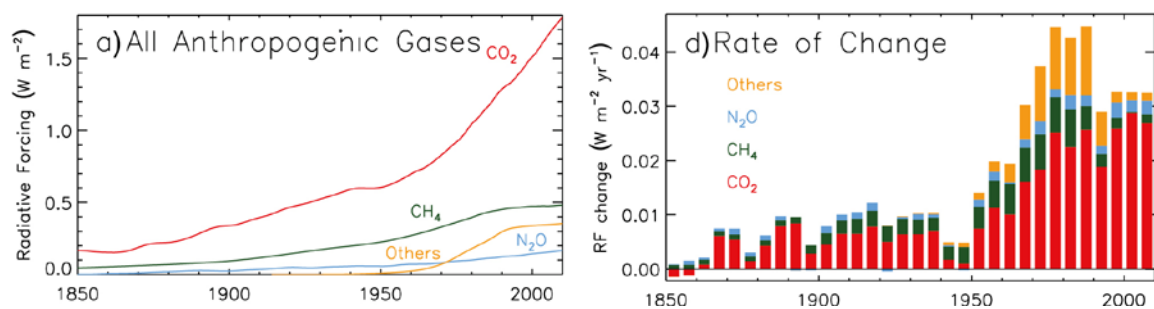 a) All Anthropogenic Gases
Radiative Forcing (W m⁻²)
1.5
1.0
0.5
0.0
CO₂
CH₄
Others
N₂O
1850
1900
1950
2000
d) Rate of Change
RF change (W m⁻² yr⁻¹)
0.04
0.03
0.02
0.01
0.00
Others
N₂O
CH₄
CO₂
1850
1900
1950
2000